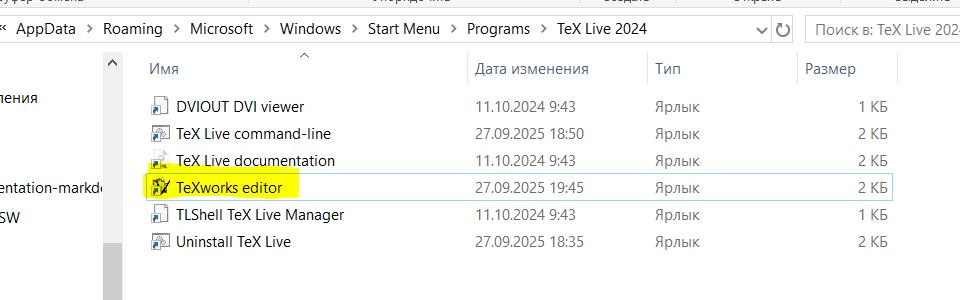 « AppData > Roaming > Microsoft > Windows > Start Menu > Programs > TeX Live 2024
Поиск в: TeX Live 202
Имя Дата изменения Тип Размер
ления
DVIOUT DVI viewer 11.10.2024 9:43 Ярлык 1 КБ
TeX Live command-line 27.09.2025 18:50 Ярлык 2 КБ
TeX Live documentation 11.10.2024 9:43 Ярлык 2 КБ
entation-markd
TeXworks editor 27.09.2025 19:45 Ярлык 2 КБ
SW
TLShell TeX Live Manager 11.10.2024 9:43 Ярлык 1 КБ
Uninstall TeX Live 27.09.2025 18:35 Ярлык 2 КБ